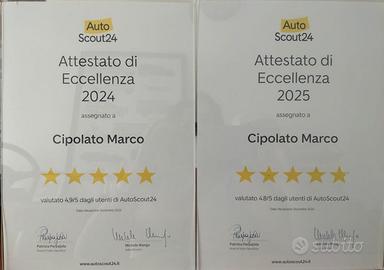 Auto
Scout24
Attestato di
Eccellenza
2024
assegnato a
Cipolato Marco
valutato 4,9/5 dagli utenti di AutoScout24
www.autoscout24.it
Auto
Scout24
Attestato di
Eccellenza
2025
assegnato a
Cipolato Marco
valutato 4.8/5 dagli utenti di AutoScout24
www.autoscout24.it
subito